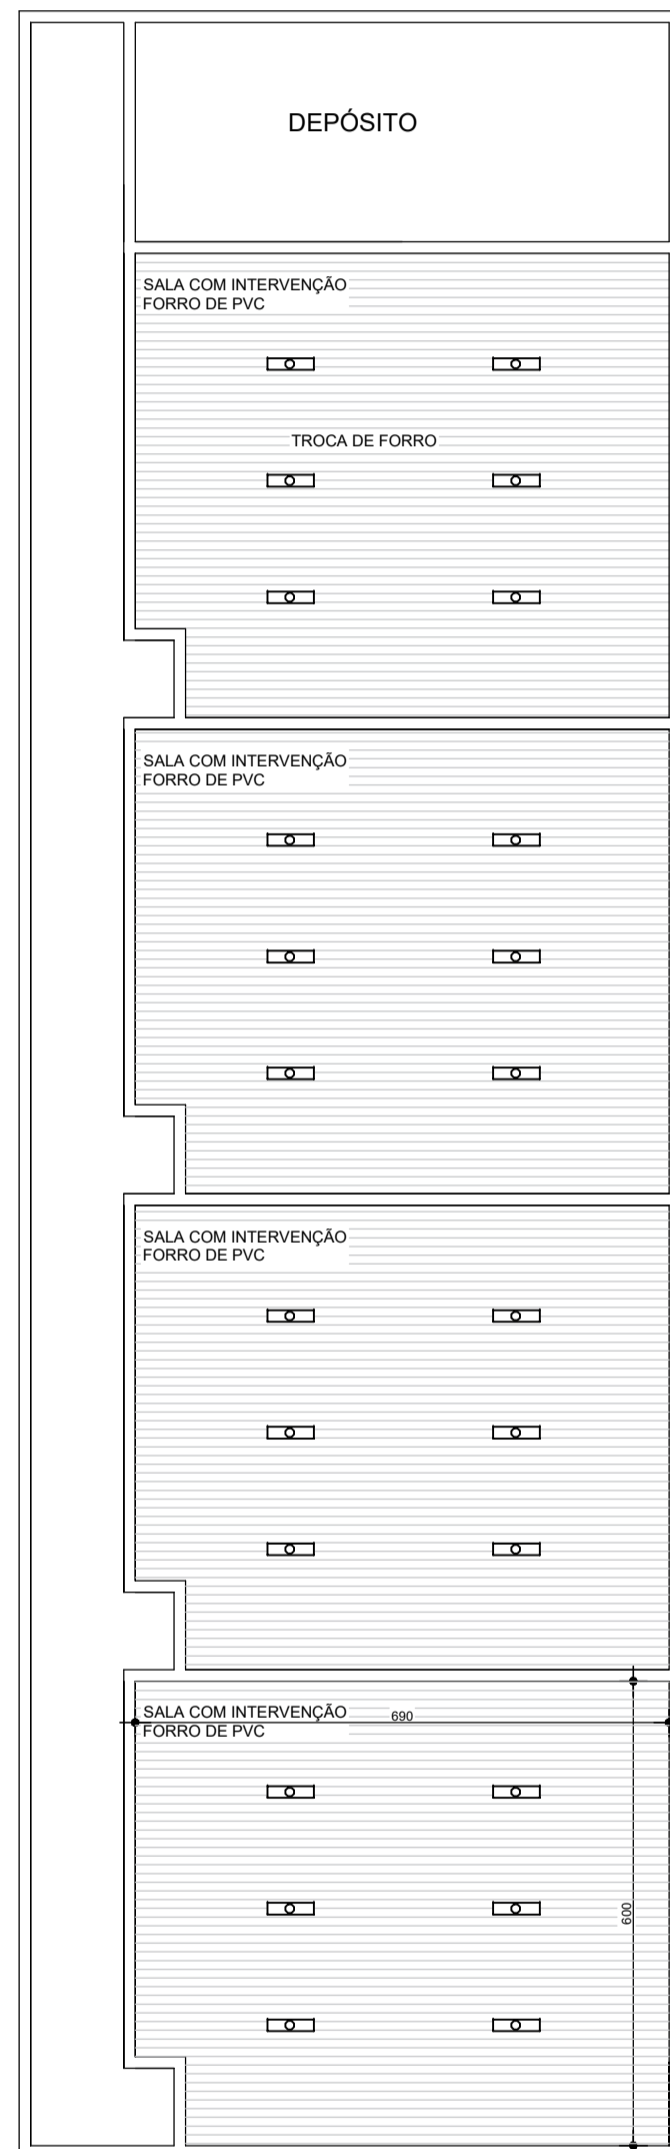 DEPÓSITO
SALA COM INTERVENÇÃO
FORRO DE PVC
TROCA DE FORRO
SALA COM INTERVENÇÃO
FORRO DE PVC
SALA COM INTERVENÇÃO
FORRO DE PVC
SALA COM INTERVENÇÃO
FORRO DE PVC
690
600